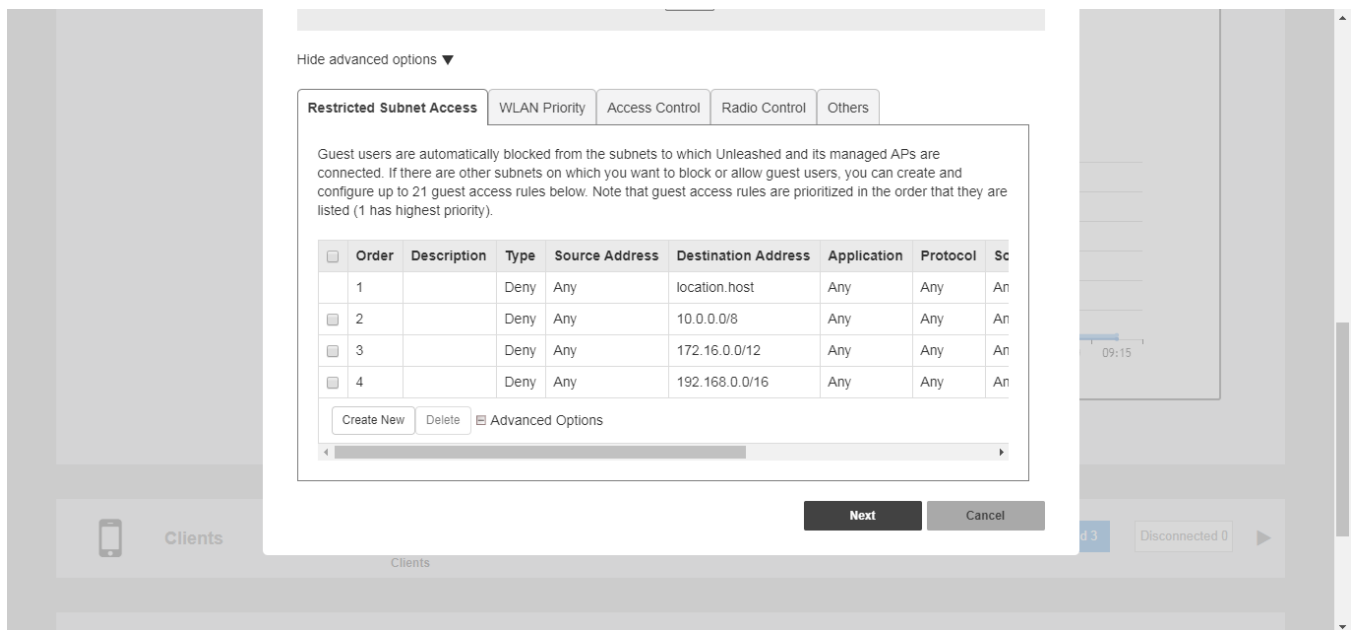 Hide advanced options ▼
Restricted Subnet Access WLAN Priority Access Control Radio Control Others
Guest users are automatically blocked from the subnets to which Unleashed and its managed APs are
connected. If there are other subnets on which you want to block or allow guest users, you can create and
configure up to 21 guest access rules below. Note that guest access rules are prioritized in the order that they are
listed (1 has highest priority).
Order Description Type Source Address Destination Address Application Protocol So
1 Deny Any location.host Any Any An
2 Deny Any 10.0.0.0/8 Any Any An
3 Deny Any 172.16.0.0/12 Any Any An
4 Deny Any 192.168.0.0/16 Any Any An
Create New Delete Advanced Options
09:15
Next Cancel
Clients d 3 Disconnected 0
Clients